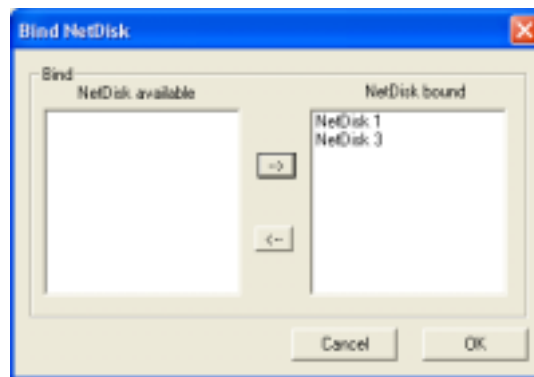 Bind NetDisk
Bind
NetDisk available
NetDisk bound
NetDisk 1
NetDisk 3
->
<--
Cancel
OK